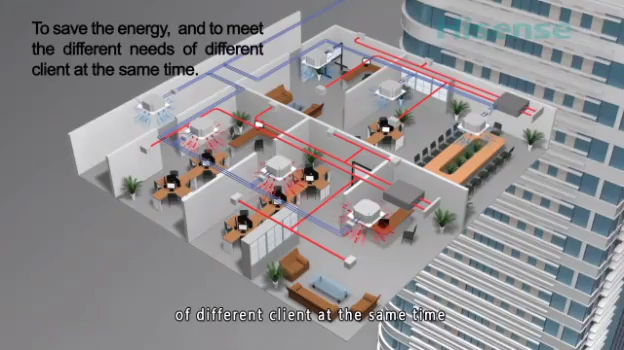 To save the energy, and to meet
Hisense
the different needs of different
client at the same time.
of different client at the same time